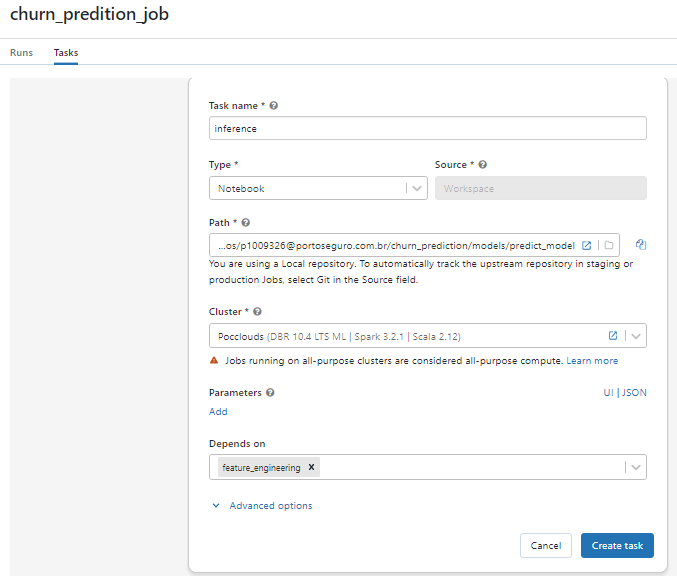 churn_predition_job
Runs Tasks
Task name *
inference
Type * Source *
Notebook Workspace
Path *
...os/p1009326@portoseguro.com.br/churn_prediction/models/predict_model
You are using a Local repository. To automatically track the upstream repository in staging or
production Jobs, select Git in the Source field.
Cluster *
Pocclouds (DBR 10.4 LTS ML | Spark 3.2.1 | Scala 2.12)
Jobs running on all-purpose clusters are considered all-purpose compute. Learn more
Parameters UI | JSON
Add
Depends on
feature_engineering x
Advanced options
Cancel Create task